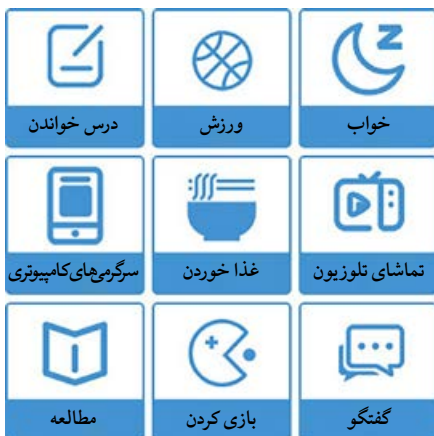 خواب
ورزش
درس خواندن
تماشای تلوزیون
غذا خوردن
سرگرمی‌های کامپیوتری
گفتگو
بازی کردن
مطالعه